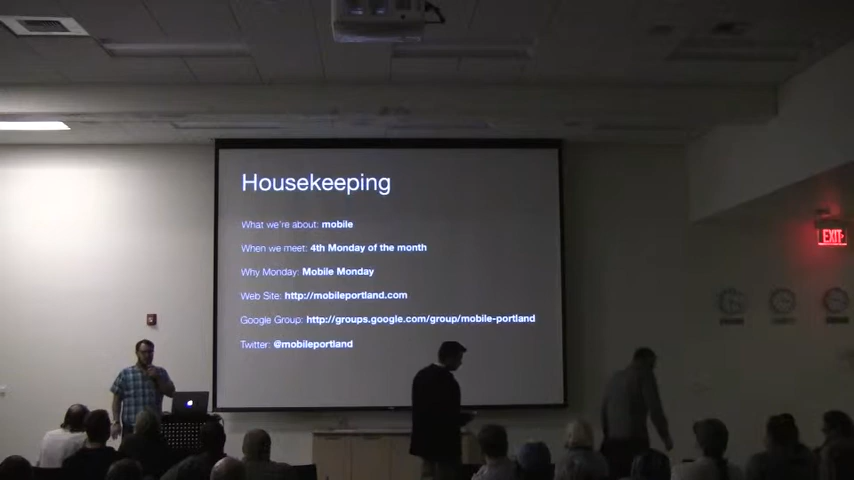 Housekeeping
What we're about: mobile
When we meet: 4th Monday of the month
Why Monday: Mobile Monday
Web Site: http://mobileportland.com
Google Group: http://groups.google.com/group/mobile-portland
Twitter: @mobileportland
EXIT